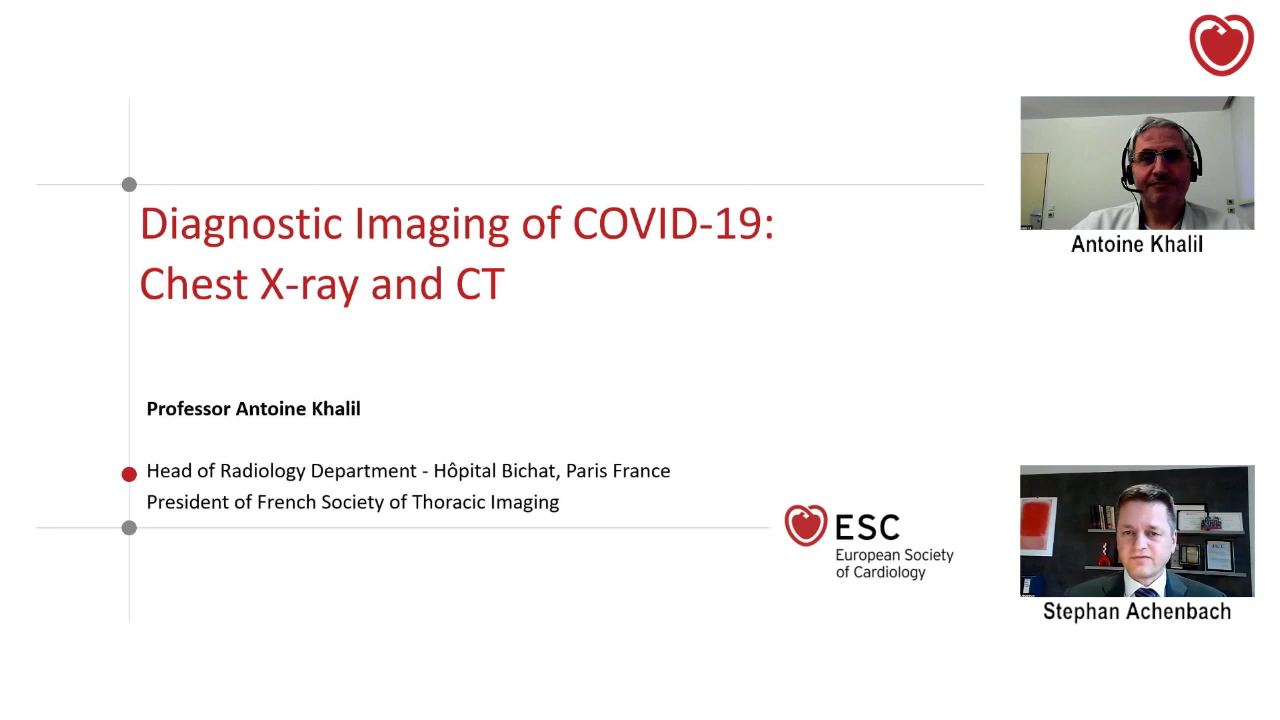 Diagnostic Imaging of COVID-19:
Chest X-ray and CT
Professor Antoine Khalil
Head of Radiology Department - Hôpital Bichat, Paris France
President of French Society of Thoracic Imaging
ESC
European Society
of Cardiology
Antoine Khalil
Stephan Achenbach